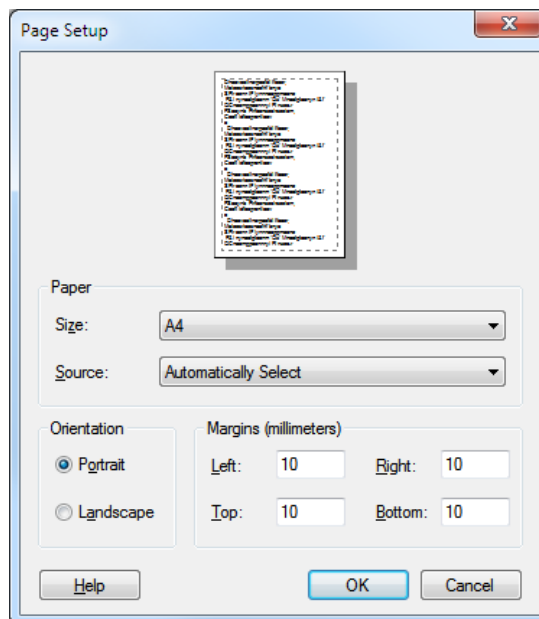 Page Setup
Paper
Size: A4
Source: Automatically Select
Orientation
Portrait
Landscape
Margins (millimeters)
Left: 10 Right: 10
Top: 10 Bottom: 10
Help OK Cancel